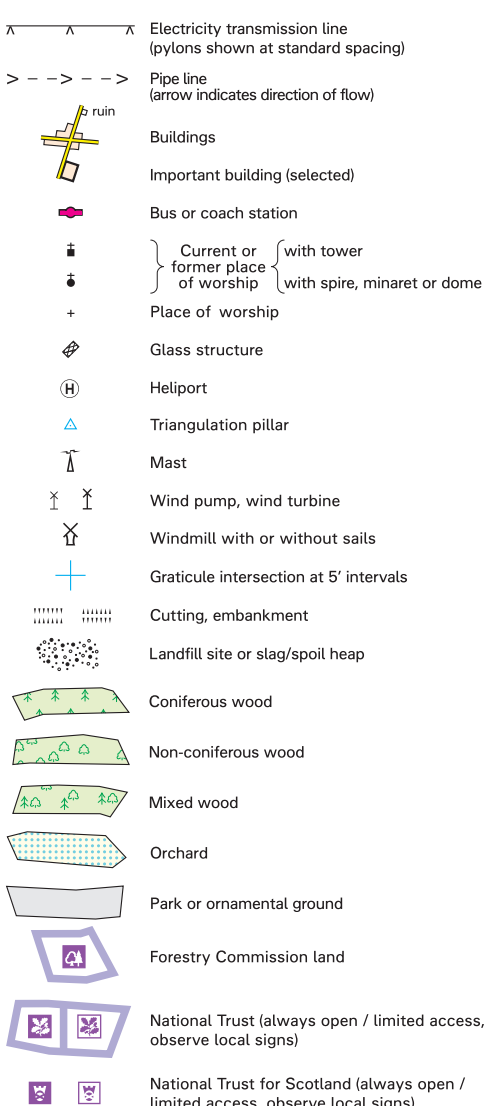 Electricity transmission line
(pylons shown at standard spacing)
Pipe line
(arrow indicates direction of flow)
ruin
Buildings
Important building (selected)
Bus or coach station
Current or
former place
of worship
with tower
with spire, minaret or dome
Place of worship
Glass structure
H
Heliport
Triangulation pillar
Mast
Wind pump, wind turbine
Windmill with or without sails
Graticule intersection at 5′ intervals
Cutting, embankment
Landfill site or slag/spoil heap
Coniferous wood
Non-coniferous wood
Mixed wood
Orchard
Park or ornamental ground
Forestry Commission land
National Trust (always open / limited access,
observe local signs)
National Trust for Scotland (always open /
limited access, observe local signs)